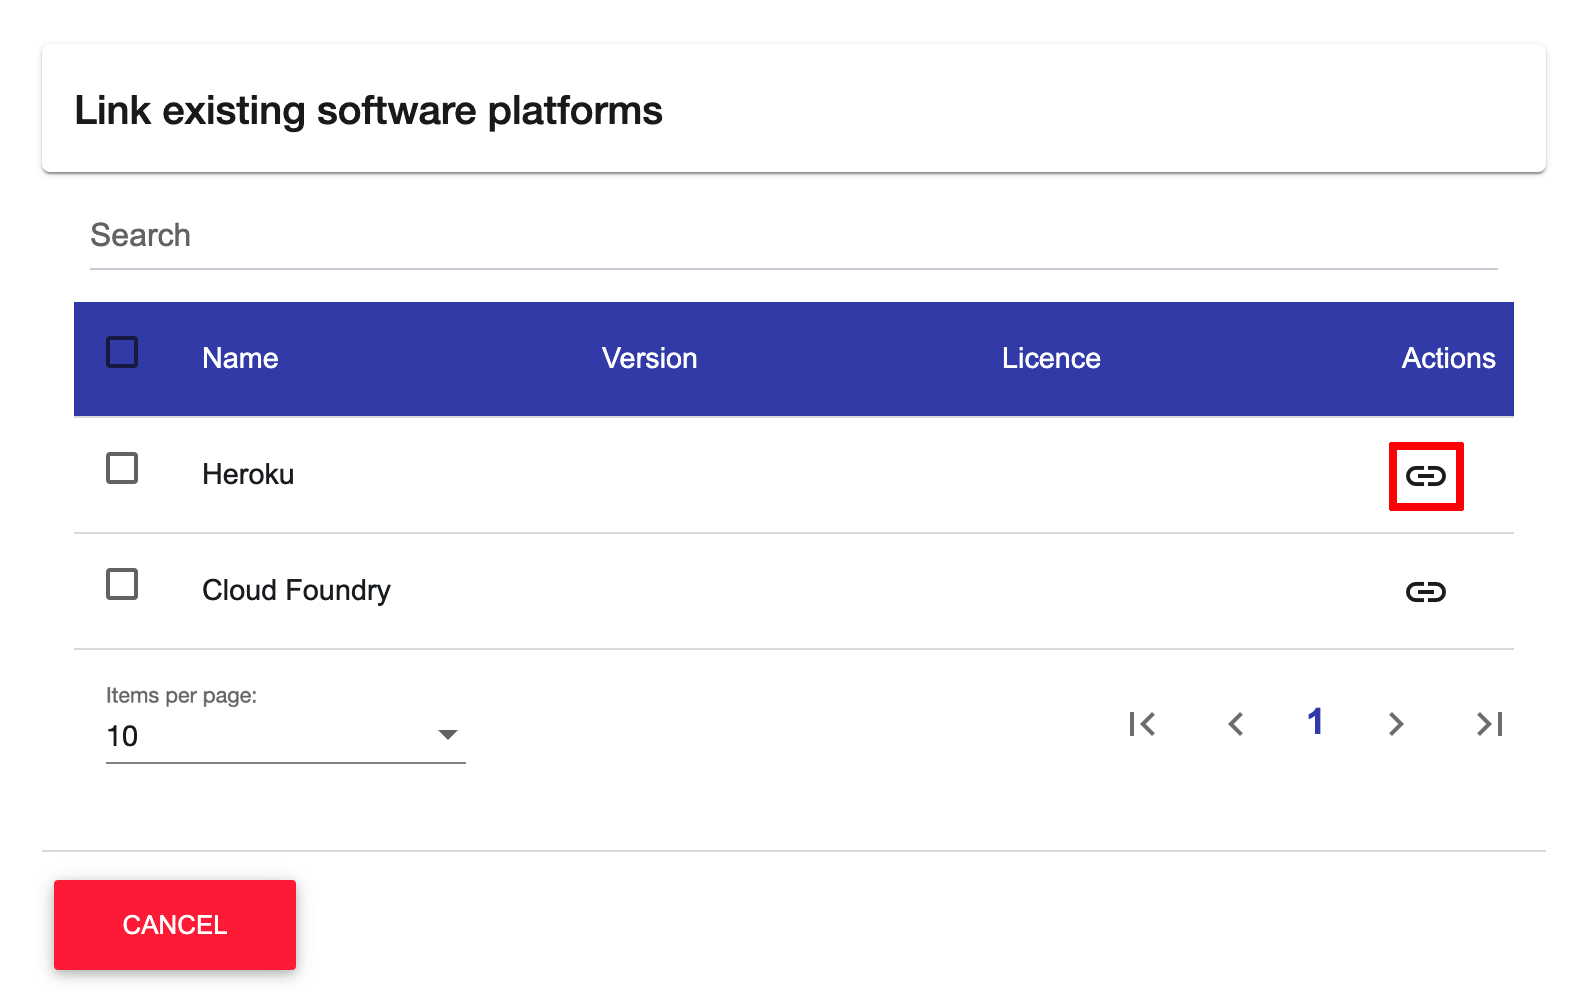 Link existing software platforms
Search
Name Version Licence Actions
Heroku
Cloud Foundry
Items per page:
10
1
CANCEL